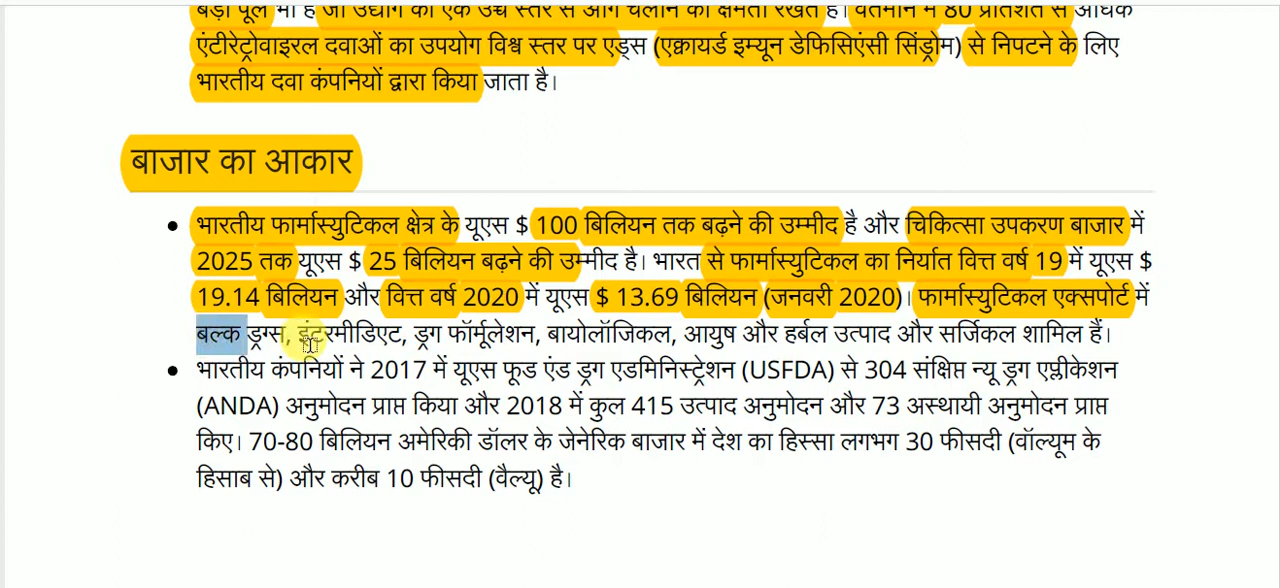 बड़ा पूल भी है जो उद्योग को एक उच्च स्तर से आगे चलाने की क्षमता रखते हैं। वर्तमान में 80 प्रतिशत से अधिक
एंटीरेट्रोवाइरल दवाओं का उपयोग विश्व स्तर पर एड्स (एक्वायर्ड इम्यून डेफिसिएंसी सिंड्रोम) से निपटने के लिए
भारतीय दवा कंपनियों द्वारा किया जाता है।
बाजार का आकार
भारतीय फार्मास्युटिकल क्षेत्र के यूएस $ 100 बिलियन तक बढ़ने की उम्मीद है और चिकित्सा उपकरण बाजार में
2025 तक यूएस $ 25 बिलियन बढ़ने की उम्मीद है। भारत से फार्मास्युटिकल का निर्यात वित्त वर्ष 19 में यूएस $
19.14 बिलियन और वित्त वर्ष 2020 में यूएस $ 13.69 बिलियन (जनवरी 2020)। फार्मास्युटिकल एक्सपोर्ट में
बल्क ड्रग्स, इंटरमीडिएट, ड्रग फॉर्मूलेशन, बायोलॉजिकल, आयुष और हर्बल उत्पाद और सर्जिकल शामिल हैं।
भारतीय कंपनियों ने 2017 में यूएस फूड एंड ड्रग एडमिनिस्ट्रेशन (USFDA) से 304 संक्षिप्त न्यू ड्रग एप्लीकेशन
(ANDA) अनुमोदन प्राप्त किया और 2018 में कुल 415 उत्पाद अनुमोदन और 73 अस्थायी अनुमोदन प्राप्त
किए। 70-80 बिलियन अमेरिकी डॉलर के जेनेरिक बाजार में देश का हिस्सा लगभग 30 फीसदी (वॉल्यूम के
हिसाब से) और करीब 10 फीसदी (वैल्यू) है।